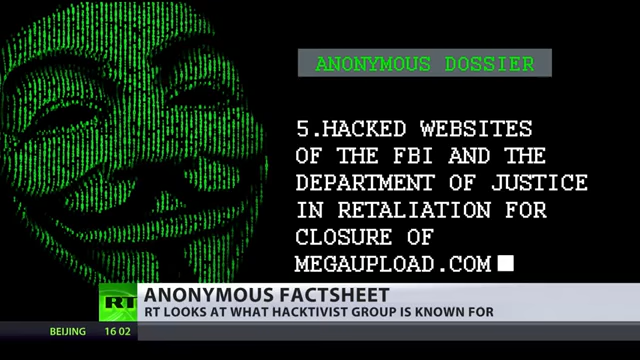 ANONYMOUS DOSSIER
5.HACKED WEBSITES
OF THE FBI AND THE
DEPARTMENT OF JUSTICE
IN RETALIATION FOR
CLOSURE OF
MEGAUPLOAD.COM
RT
ANONYMOUS FACTSHEET
RT LOOKS AT WHAT HACKTIVIST GROUP IS KNOWN FOR
BEIJING 16 02